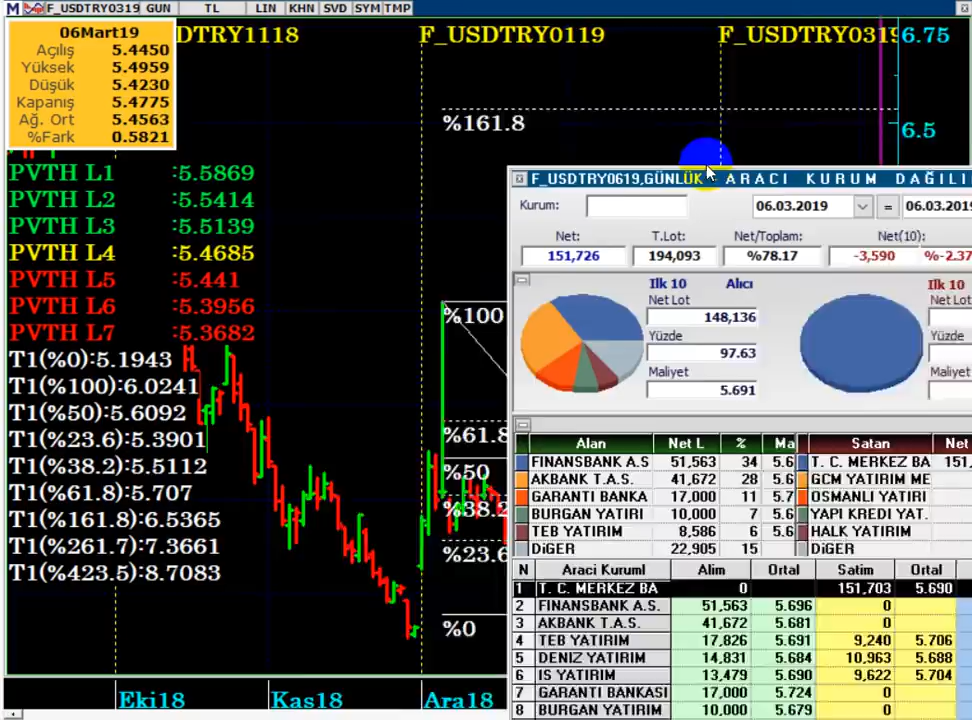 M F_USDTRY0319 GUN TL LIN KHN SVD SYM TMP
06Mart19
Açılış 5.4450
Yüksek 5.4959
Düşük 5.4230
Kapanış 5.4775
Ağ. Ort 5.4563
%Fark 0.5821
DTRY1118 F_USDTRY0119 F_USDTRY0319 6.75
%161.8
6.5
PVTH L1 :5.5869
PVTH L2 :5.5414
PVTH L3 :5.5139
PVTH L4 :5.4685
PVTH L5 :5.441
PVTH L6 :5.3956
PVTH L7 :5.3682
T1(%0):5.1943
T1(%100):6.0241
T1(%50):5.6092
T1(%23.6):5.3901
T1(%38.2):5.5112
T1(%61.8):5.707
T1(%161.8):6.5365
T1(%261.7):7.3661
T1(%423.5):8.7083
%100
%61.8
%50
%38.2
%23.6
%0
Eki18 Kas18 Ara18
F_USDTRY0619,GÜNLÜK - ARACI KURUM DAĞILI
Kurum: 06.03.2019 = 06.03.2019
Net: T.Lot: Net/Toplam: Net(10):
151,726 194,093 %78.17 -3,590 %-2.37
Ilk 10 Alıcı Ilk 10
Net Lot Net Lot
148,136
Yüzde Yüzde
97.63
Maliyet Maliyet
5.691
Alan Net L % Ma Satan Net
FINANSBANK A.S 51,563 34 5.6 T. C. MERKEZ BA 151,
AKBANK T.A.S. 41,672 28 5.6 GCM YATIRIM ME
GARANTI BANKA 17,000 11 5.7 OSMANLI YATIRI
BURGAN YATIRI 10,000 7 5.6 YAPI KREDI YAT.
TEB YATIRIM 8,586 6 5.6 HALK YATIRIM
DiGER 22,905 15 DiGER
N Araci Kuruml Alim Ortal Satim Ortal
1 T. C. MERKEZ BA 0 151,703 5.690
2 FINANSBANK A.S. 51,563 5.696 0
3 AKBANK T.A.S. 41,672 5.681 0
4 TEB YATIRIM 17,826 5.691 9,240 5.706
5 DENIZ YATIRIM 14,831 5.684 10,963 5.688
6 IS YATIRIM 13,479 5.690 9,622 5.704
7 GARANTI BANKASI 17,000 5.724 0
8 BURGAN YATIRIM 10,000 5.679 0